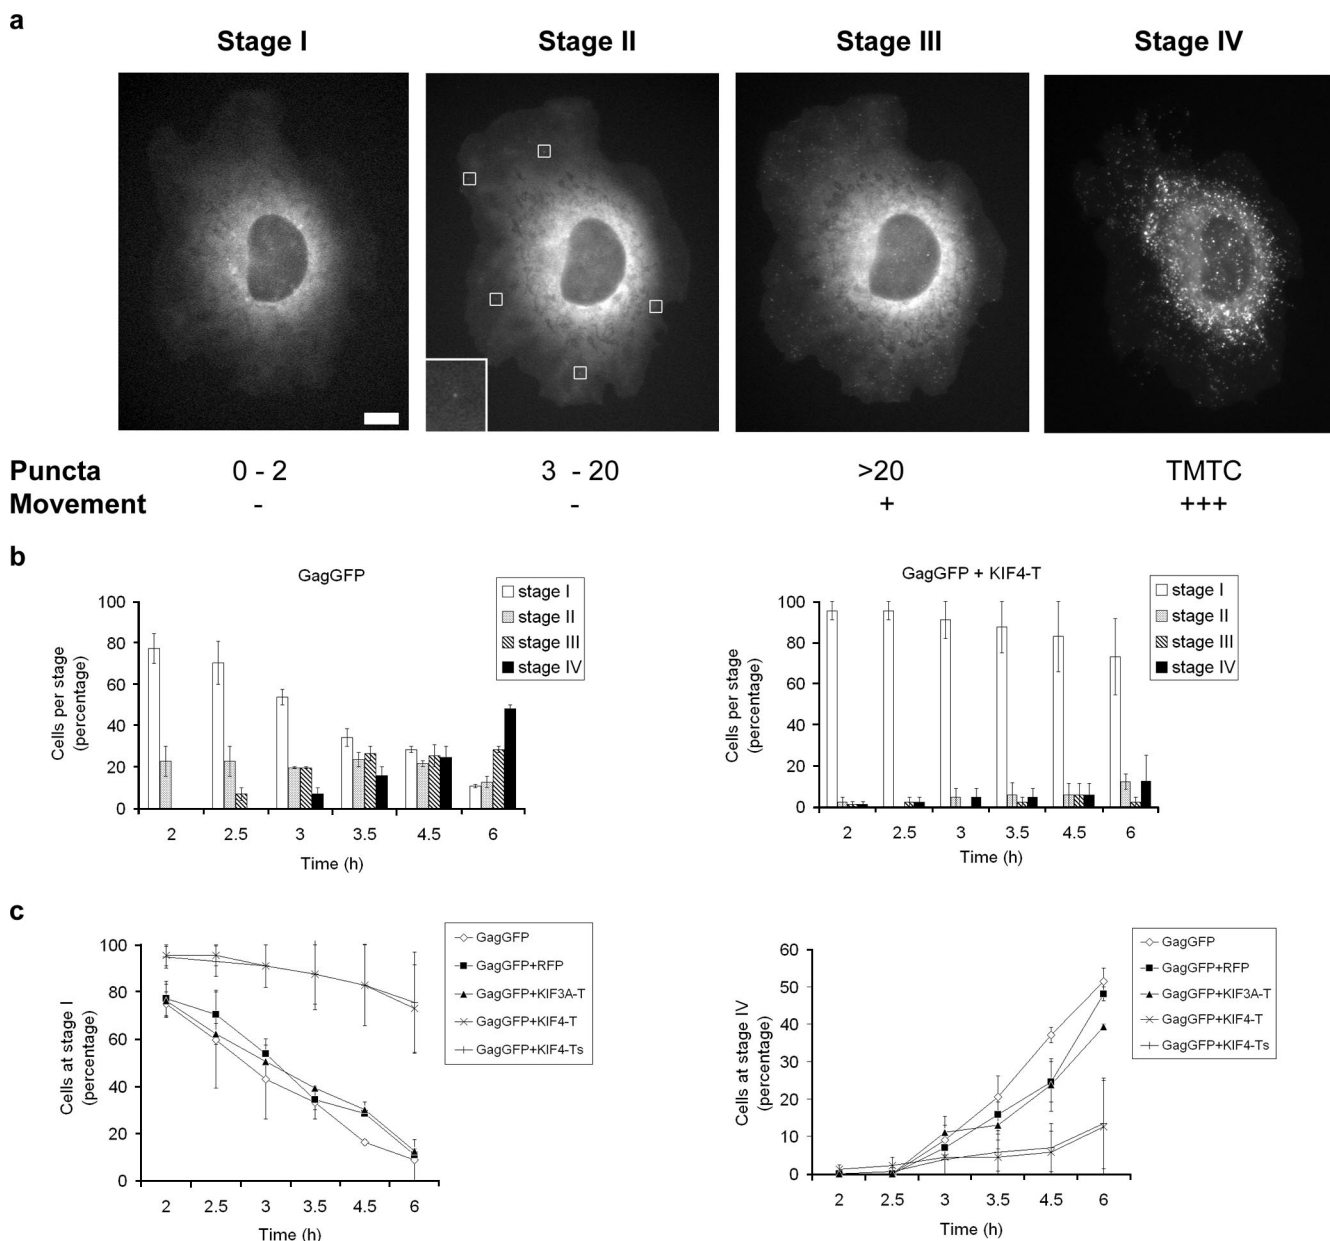 a
Stage I Stage II Stage III Stage IV
Puncta 0 - 2 3 - 20 >20 TMTC
Movement - - + +++
b
GagGFP
stage I
stage II
stage III
stage IV
Cells per stage
(percentage)
100
80
60
40
20
0
2 2.5 3 3.5 4.5 6
Time (h)
GagGFP + KIF4-T
stage I
stage II
stage III
stage IV
Cells per stage
(percentage)
100
80
60
40
20
0
2 2.5 3 3.5 4.5 6
Time (h)
c
GagGFP
GagGFP+RFP
GagGFP+KIF3A-T
GagGFP+KIF4-T
GagGFP+KIF4-Ts
Cells at stage I
(percentage)
100
80
60
40
20
0
2 2.5 3 3.5 4.5 6
Time (h)
GagGFP
GagGFP+RFP
GagGFP+KIF3A-T
GagGFP+KIF4-T
GagGFP+KIF4-Ts
Cells at stage IV
(percentage)
60
50
40
30
20
10
0
2 2.5 3 3.5 4.5 6
Time (h)